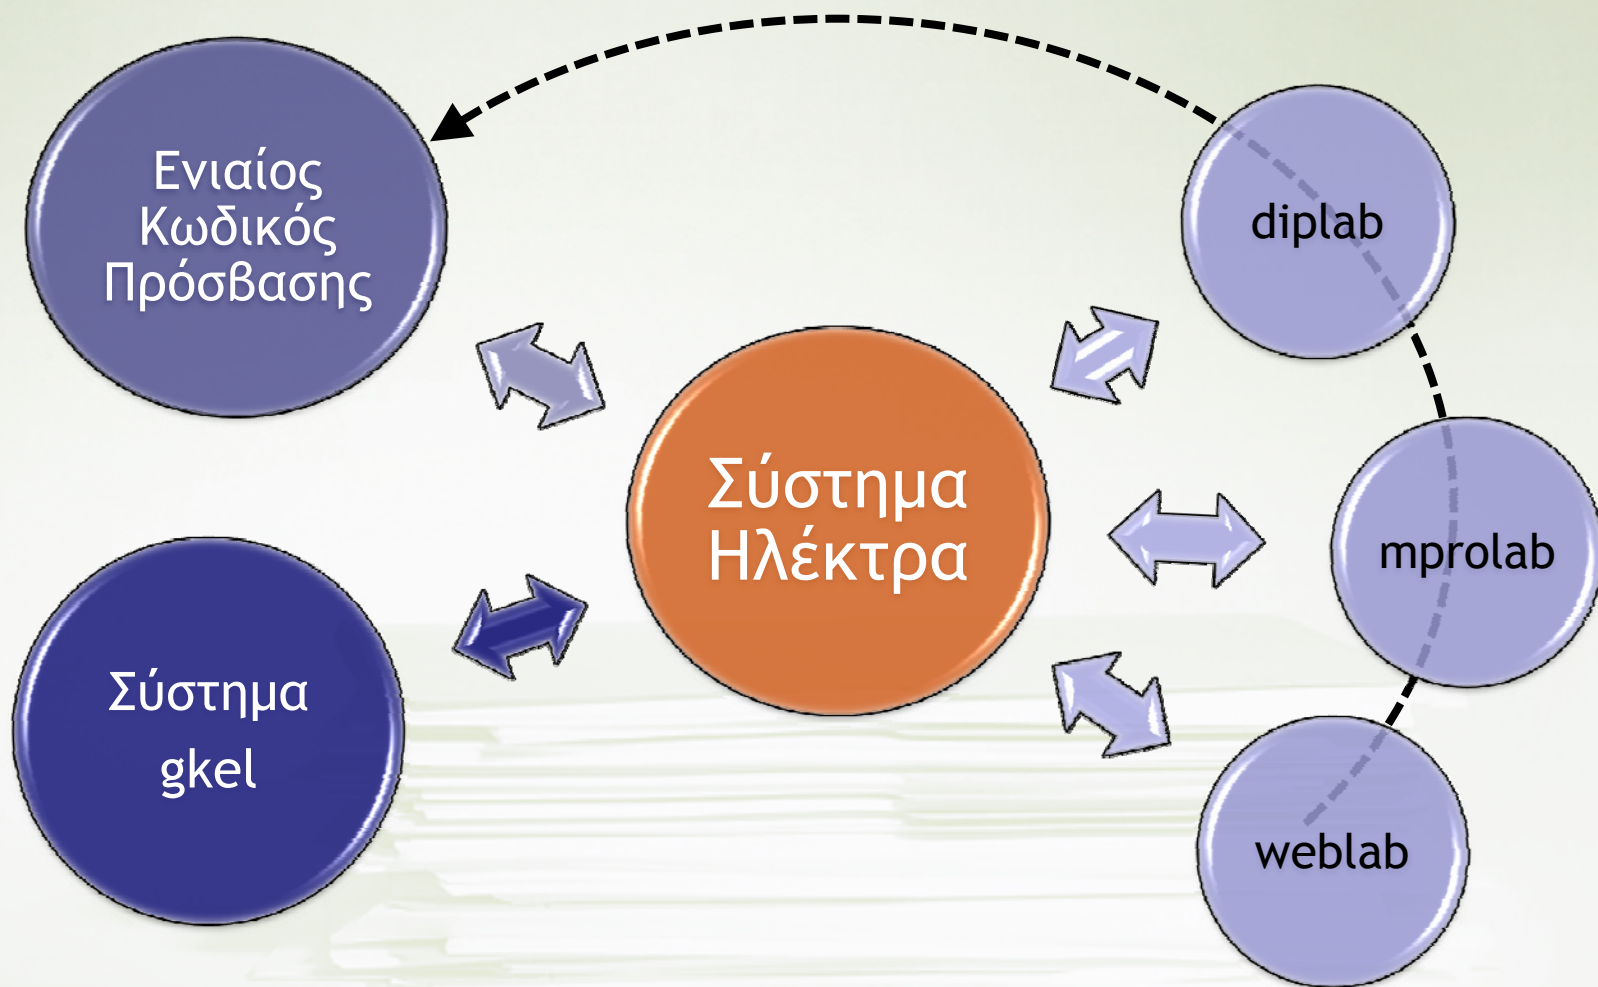 Ενιαίος
Κωδικός
Πρόσβασης
Σύστημα
gkel
Σύστημα
Ηλέκτρα
diplab
mprolab
weblab